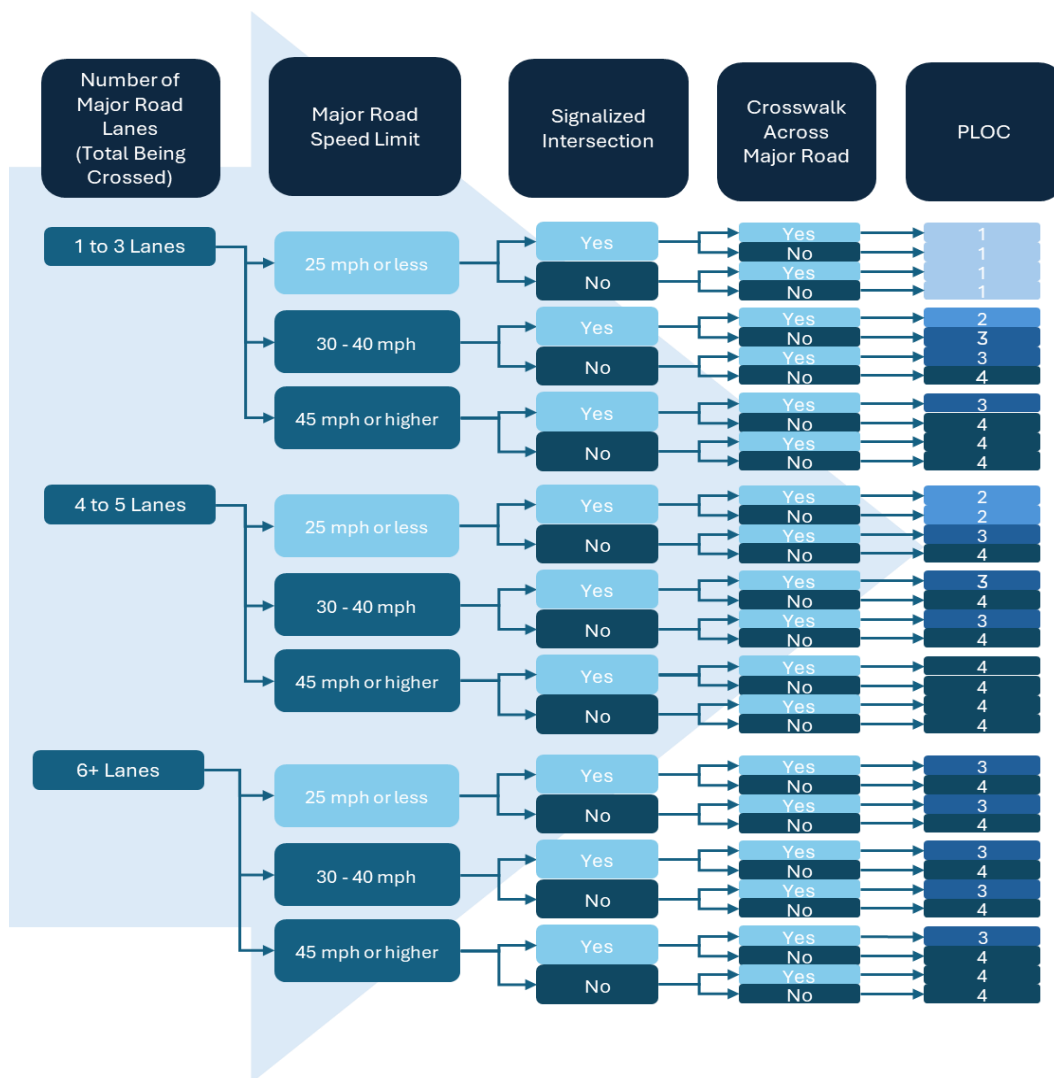 Number of
Major Road
Lanes
(Total Being
Crossed)
Major Road
Speed Limit
Signalized
Intersection
Crosswalk
Across
Major Road
PLOC
1 to 3 Lanes
25 mph or less
Yes
Yes
1
No
1
No
Yes
1
No
1
30 - 40 mph
Yes
Yes
2
No
3
No
Yes
3
No
4
45 mph or higher
Yes
Yes
3
No
4
No
Yes
4
No
4
4 to 5 Lanes
25 mph or less
Yes
Yes
2
No
2
No
Yes
3
No
4
30 - 40 mph
Yes
Yes
3
No
4
No
Yes
3
No
4
45 mph or higher
Yes
Yes
4
No
4
No
Yes
4
No
4
6+ Lanes
25 mph or less
Yes
Yes
3
No
4
No
Yes
3
No
4
30 - 40 mph
Yes
Yes
3
No
4
No
Yes
3
No
4
45 mph or higher
Yes
Yes
3
No
4
No
Yes
4
No
4